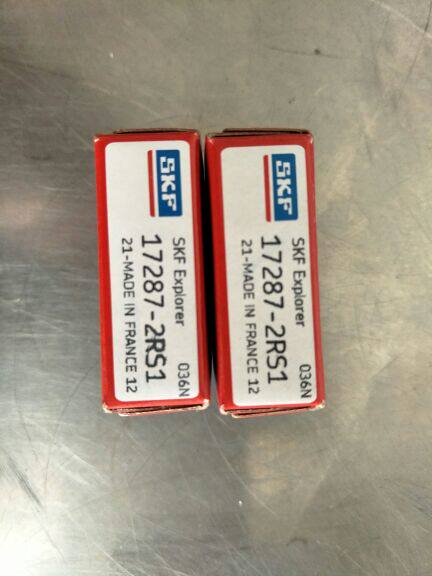 SKF
SKF Explorer 036N
17287-2RS1
21-MADE IN FRANCE 12
SKF
SKF Explorer 036N
17287-2RS1
21-MADE IN FRANCE 12